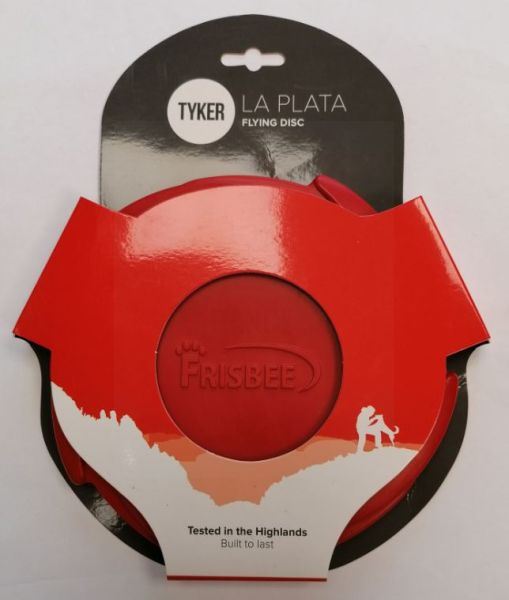 TYKER
LA PLATA
FLYING DISC
FRISBEE
Tested in the Highlands
Built to last